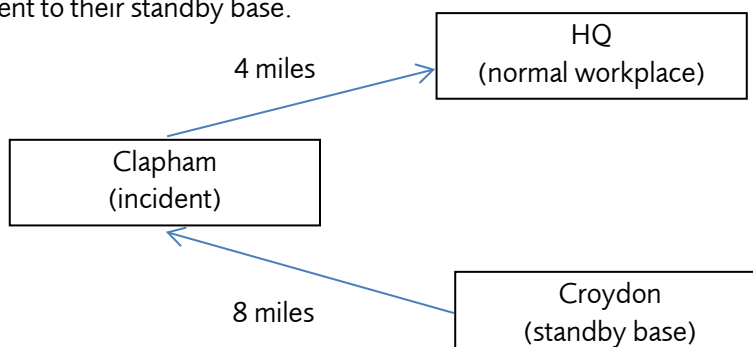 ent to their standby base.
HQ
(normal workplace)
4 miles
Clapham
(incident)
Croydon
(standby base)
8 miles